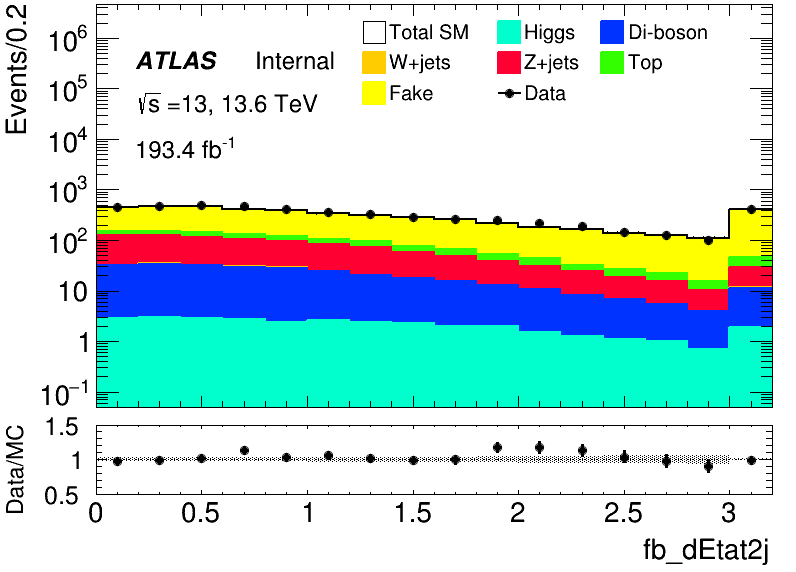 Events/0.2
10⁶
10⁵
10⁴
10³
10²
10
1
10⁻¹
ATLAS Internal
√s =13, 13.6 TeV
193.4 fb⁻¹
Total SM
Higgs
Di-boson
W+jets
Z+jets
Top
Fake
Data
Data/MC
1.5
1
0.5
0 0.5 1 1.5 2 2.5 3
fb_dEtat2j